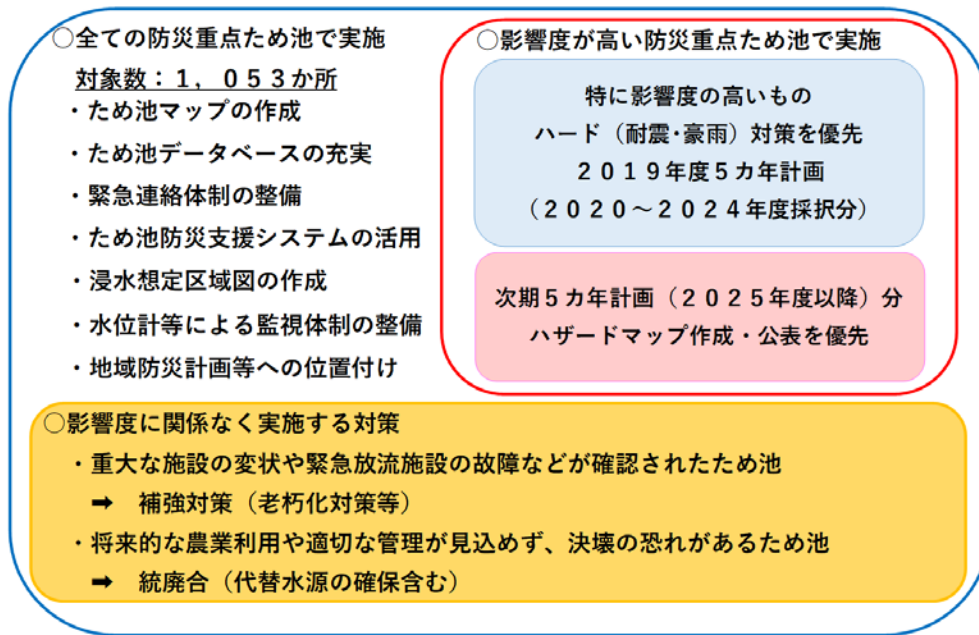 ○全ての防災重点ため池で実施
対象数：１，０５３か所
・ため池マップの作成
・ため池データベースの充実
・緊急連絡体制の整備
・ため池防災支援システムの活用
・浸水想定区域図の作成
・水位計等による監視体制の整備
・地域防災計画等への位置付け
○影響度が高い防災重点ため池で実施
特に影響度の高いもの
ハード（耐震･豪雨）対策を優先
２０１９年度５カ年計画
（２０２０～２０２４年度採択分）
次期５カ年計画（２０２５年度以降）分
ハザードマップ作成・公表を優先
○影響度に関係なく実施する対策
・重大な施設の変状や緊急放流施設の故障などが確認されたため池
➡ 補強対策（老朽化対策等）
・将来的な農業利用や適切な管理が見込めず、決壊の恐れがあるため池
➡ 統廃合（代替水源の確保含む）